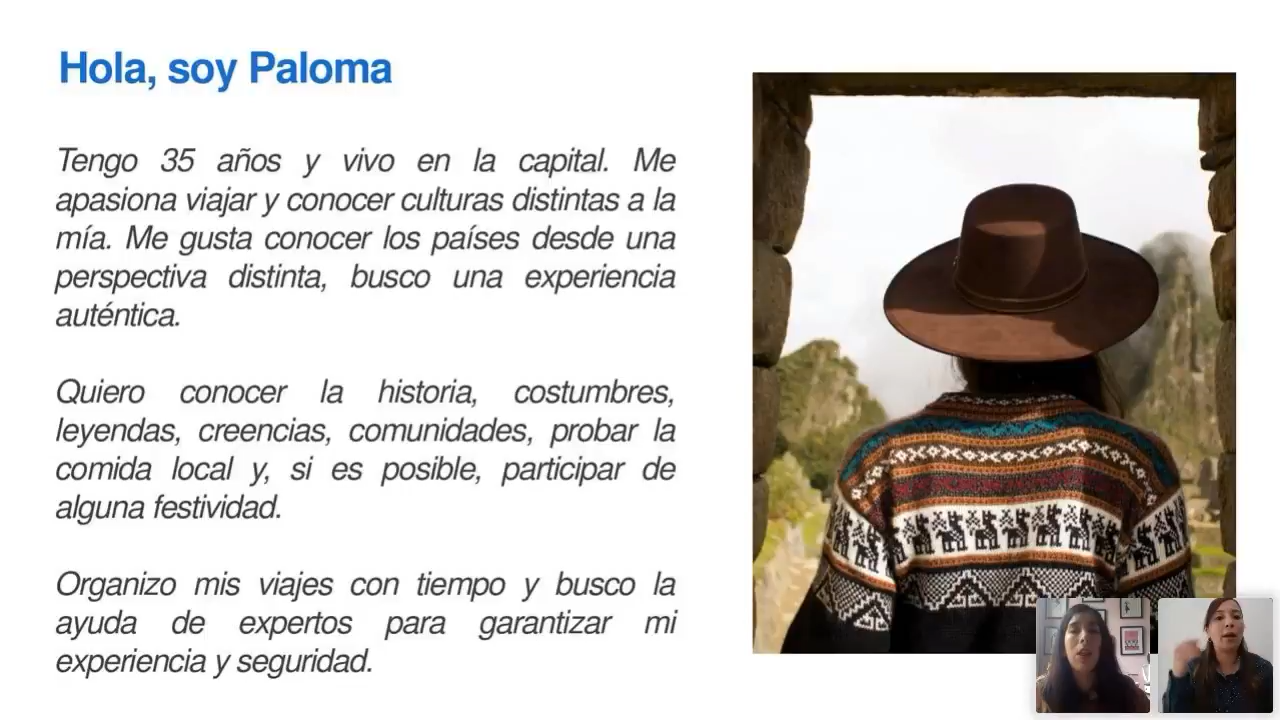 Hola, soy Paloma
Tengo 35 años y vivo en la capital. Me
apasiona viajar y conocer culturas distintas a la
mía. Me gusta conocer los países desde una
perspectiva distinta, busco una experiencia
auténtica.
Quiero conocer la historia, costumbres,
leyendas, creencias, comunidades, probar la
comida local y, si es posible, participar de
alguna festividad.
Organizo mis viajes con tiempo y busco la
ayuda de expertos para garantizar mi
experiencia y seguridad.